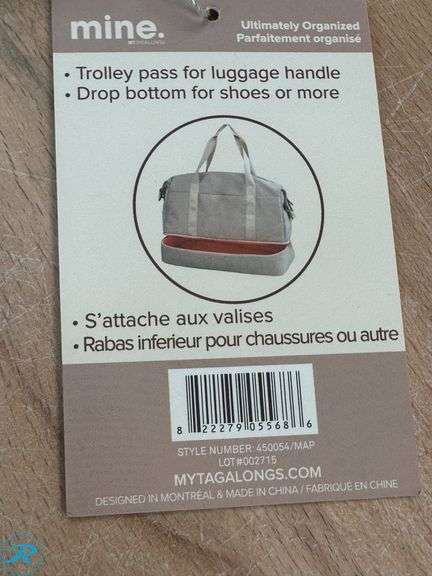 mine.
BY MYTAGALONGS
Ultimately Organized
Parfaitement organisé
• Trolley pass for luggage handle
• Drop bottom for shoes or more
• S'attache aux valises
• Rabas inferieur pour chaussures ou autre
8 22279 05568 6
STYLE NUMBER: 450054/MAP
LOT#002715
MYTAGALONGS.COM
DESIGNED IN MONTRÉAL & MADE IN CHINA / FABRIQUÉ EN CHINE